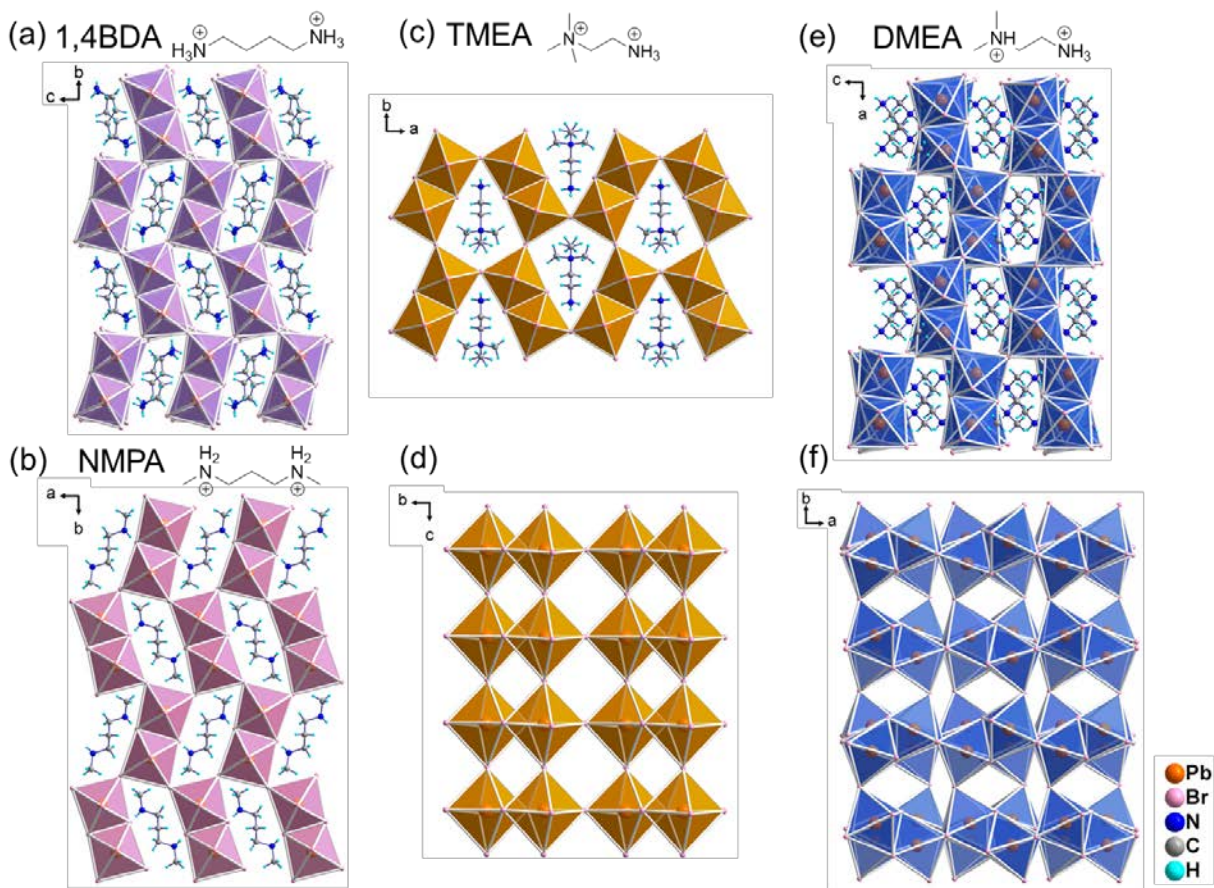 (a) 1,4BDA
H3N⊕
⊕NH3
b
c
(c) TMEA
N⊕
⊕NH3
b
a
(e) DMEA
NH⊕
⊕NH3
c
a
(b) NMPA
H2
N⊕
H2
N⊕
a
b
(d)
b
c
(f)
b
a
Pb
Br
N
C
H